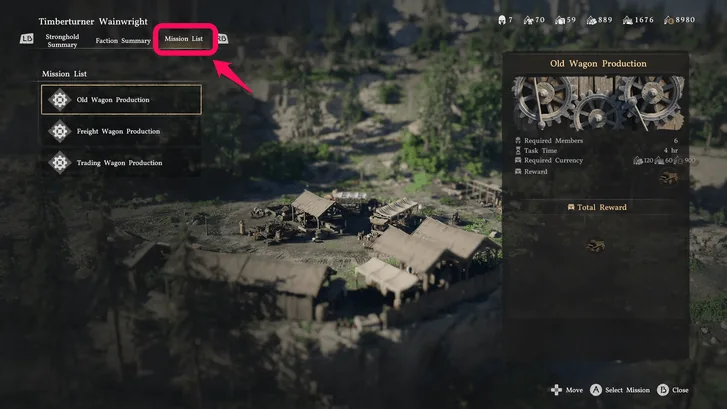 Timberturner Wainwright
7 70 59 889 1676 8980
LB Stronghold Summary Faction Summary Mission List RB
Mission List
Old Wagon Production
Freight Wagon Production
Trading Wagon Production
Old Wagon Production
Required Members 6
Task Time 4 hr
Required Currency 120 60 900
Reward
Total Reward
Move A Select Mission B Close